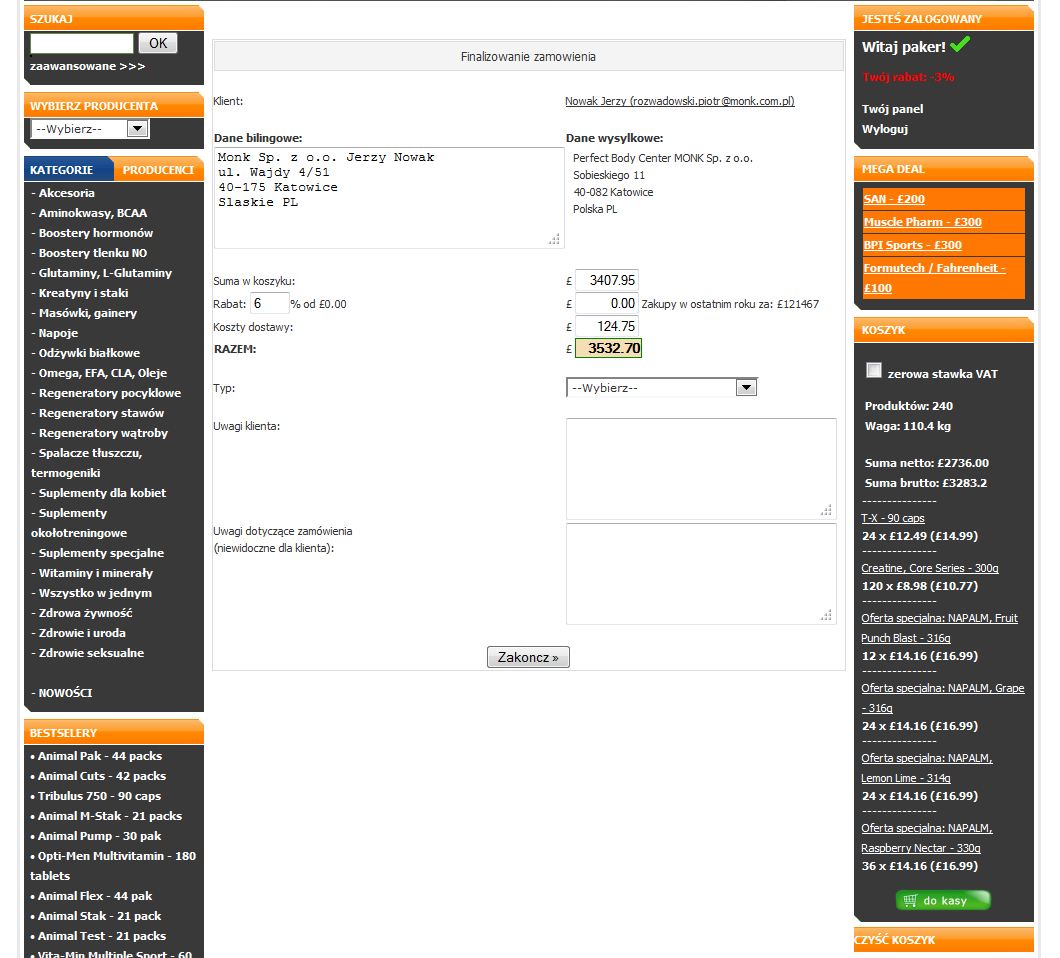 SZUKAJ
OK
zaawansowane >>>
WYBIERZ PRODUCENTA
--Wybierz--
KATEGORIE PRODUCENCI
- Akcesoria
- Aminokwasy, BCAA
- Boostery hormonów
- Boostery tlenku NO
- Glutaminy, L-Glutaminy
- Kreatyny i staki
- Masówki, gainery
- Napoje
- Odżywki białkowe
- Omega, EFA, CLA, Oleje
- Regeneratory pocyklowe
- Regeneratory stawów
- Regeneratory wątroby
- Spalacze tłuszczu,
termogeniki
- Suplementy dla kobiet
- Suplementy
okołotreningowe
- Suplementy specjalne
- Witaminy i minerały
- Wszystko w jednym
- Zdrowa żywność
- Zdrowie i uroda
- Zdrowie seksualne
- NOWOŚCI
BESTSELERY
• Animal Pak - 44 packs
• Animal Cuts - 42 packs
• Tribulus 750 - 90 caps
• Animal M-Stak - 21 packs
• Animal Pump - 30 pak
• Opti-Men Multivitamin - 180
tablets
• Animal Flex - 44 pak
• Animal Stak - 21 pack
• Animal Test - 21 packs
• Vita-Min Multiple Sport - 60
Finalizowanie zamowienia
Klient: Nowak Jerzy (rozwadowski.piotr@monk.com.pl)
Dane bilingowe: Dane wysylkowe:
Monk Sp. z o.o. Jerzy Nowak
ul. Wajdy 4/51
40-175 Katowice
Slaskie PL
Perfect Body Center MONK Sp. z o.o.
Sobieskiego 11
40-082 Katowice
Polska PL
Suma w koszyku: £ 3407.95
Rabat: 6 % od £0.00 £ 0.00 Zakupy w ostatnim roku za: £121467
Koszty dostawy: £ 124.75
RAZEM: £ 3532.70
Typ: --Wybierz--
Uwagi klienta:
Uwagi dotyczące zamówienia
(niewidoczne dla klienta):
Zakoncz »
JESTEŚ ZALOGOWANY
Witaj paker!
Twój rabat: -3%
Twój panel
Wyloguj
MEGA DEAL
SAN - £200
Muscle Pharm - £300
BPI Sports - £300
Formutech / Fahrenheit -
£100
KOSZYK
zerowa stawka VAT
Produktów: 240
Waga: 110.4 kg
Suma netto: £2736.00
Suma brutto: £3283.2
---------------
T-X - 90 caps
24 x £12.49 (£14.99)
---------------
Creatine, Core Series - 300g
120 x £8.98 (£10.77)
---------------
Oferta specjalna: NAPALM, Fruit
Punch Blast - 316g
12 x £14.16 (£16.99)
---------------
Oferta specjalna: NAPALM, Grape
- 316g
24 x £14.16 (£16.99)
---------------
Oferta specjalna: NAPALM,
Lemon Lime - 314g
24 x £14.16 (£16.99)
---------------
Oferta specjalna: NAPALM,
Raspberry Nectar - 330g
36 x £14.16 (£16.99)
do kasy
CZYŚĆ KOSZYK